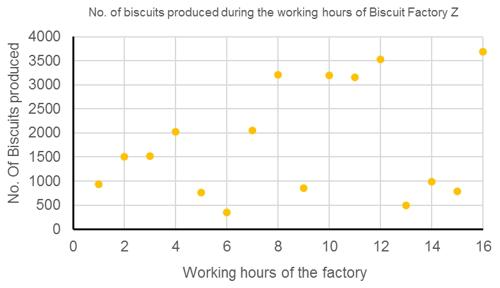 No. of biscuits produced during the working hours of Biscuit Factory Z
No. Of Biscuits produced
4000
3500
3000
2500
2000
1500
1000
500
0
0 2 4 6 8 10 12 14 16
Working hours of the factory